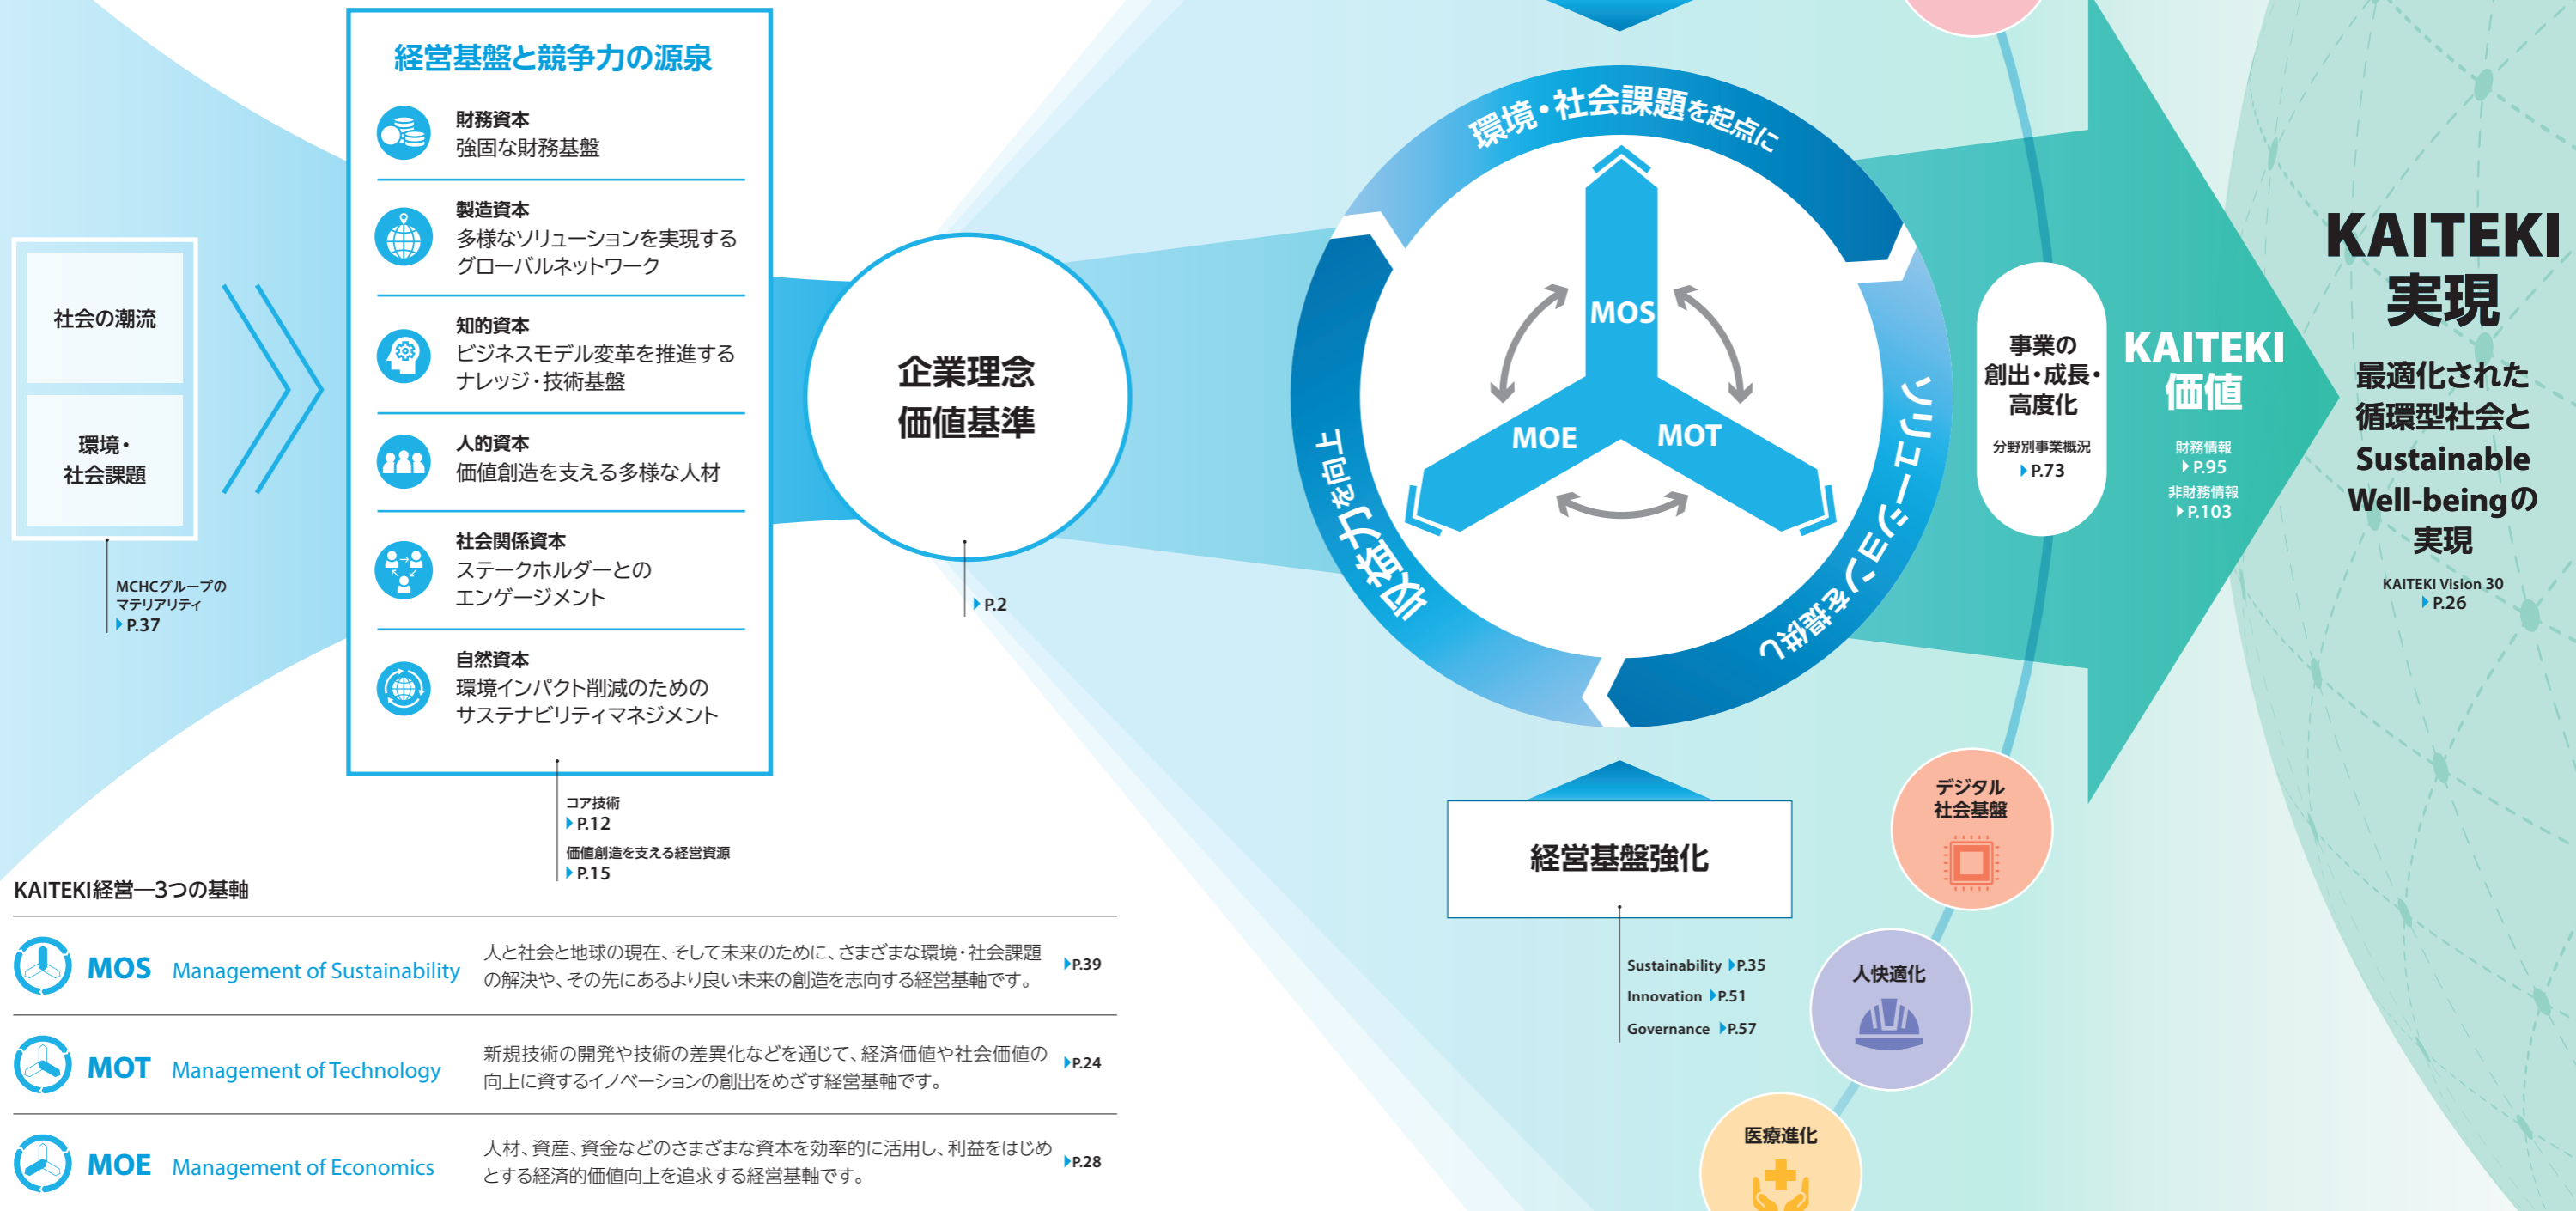 経営基盤と競争力の源泉
財務資本
強固な財務基盤
製造資本
多様なソリューションを実現する
グローバルネットワーク
知的資本
ビジネスモデル変革を推進する
ナレッジ・技術基盤
人的資本
価値創造を支える多様な人材
社会関係資本
ステークホルダーとの
エンゲージメント
自然資本
環境インパクト削減のための
サステナビリティマネジメント
社会の潮流
環境・
社会課題
MCHCグループの
マテリアリティ
P.37
コア技術
P.12
価値創造を支える経営資源
P.15
企業理念
価値基準
P.2
環境・社会課題を起点に
ソリューションを提供し
収益力を向上
MOS
MOE
MOT
経営基盤強化
Sustainability P.35
Innovation P.51
Governance P.57
事業の
創出・成長・
高度化
分野別事業概況
P.73
デジタル
社会基盤
人快適化
医療進化
KAITEKI
価値
財務情報
P.95
非財務情報
P.103
KAITEKI
実現
最適化された
循環型社会と
Sustainable
Well-beingの
実現
KAITEKI Vision 30
P.26
KAITEKI経営―3つの基軸
MOS Management of Sustainability
人と社会と地球の現在、そして未来のために、さまざまな環境・社会課題
の解決や、その先にあるより良い未来の創造を志向する経営基軸です。
P.39
MOT Management of Technology
新規技術の開発や技術の差異化などを通じて、経済価値や社会価値の
向上に資するイノベーションの創出をめざす経営基軸です。
P.24
MOE Management of Economics
人材、資産、資金などのさまざまな資本を効率的に活用し、利益をはじめ
とする経済的価値向上を追求する経営基軸です。
P.28